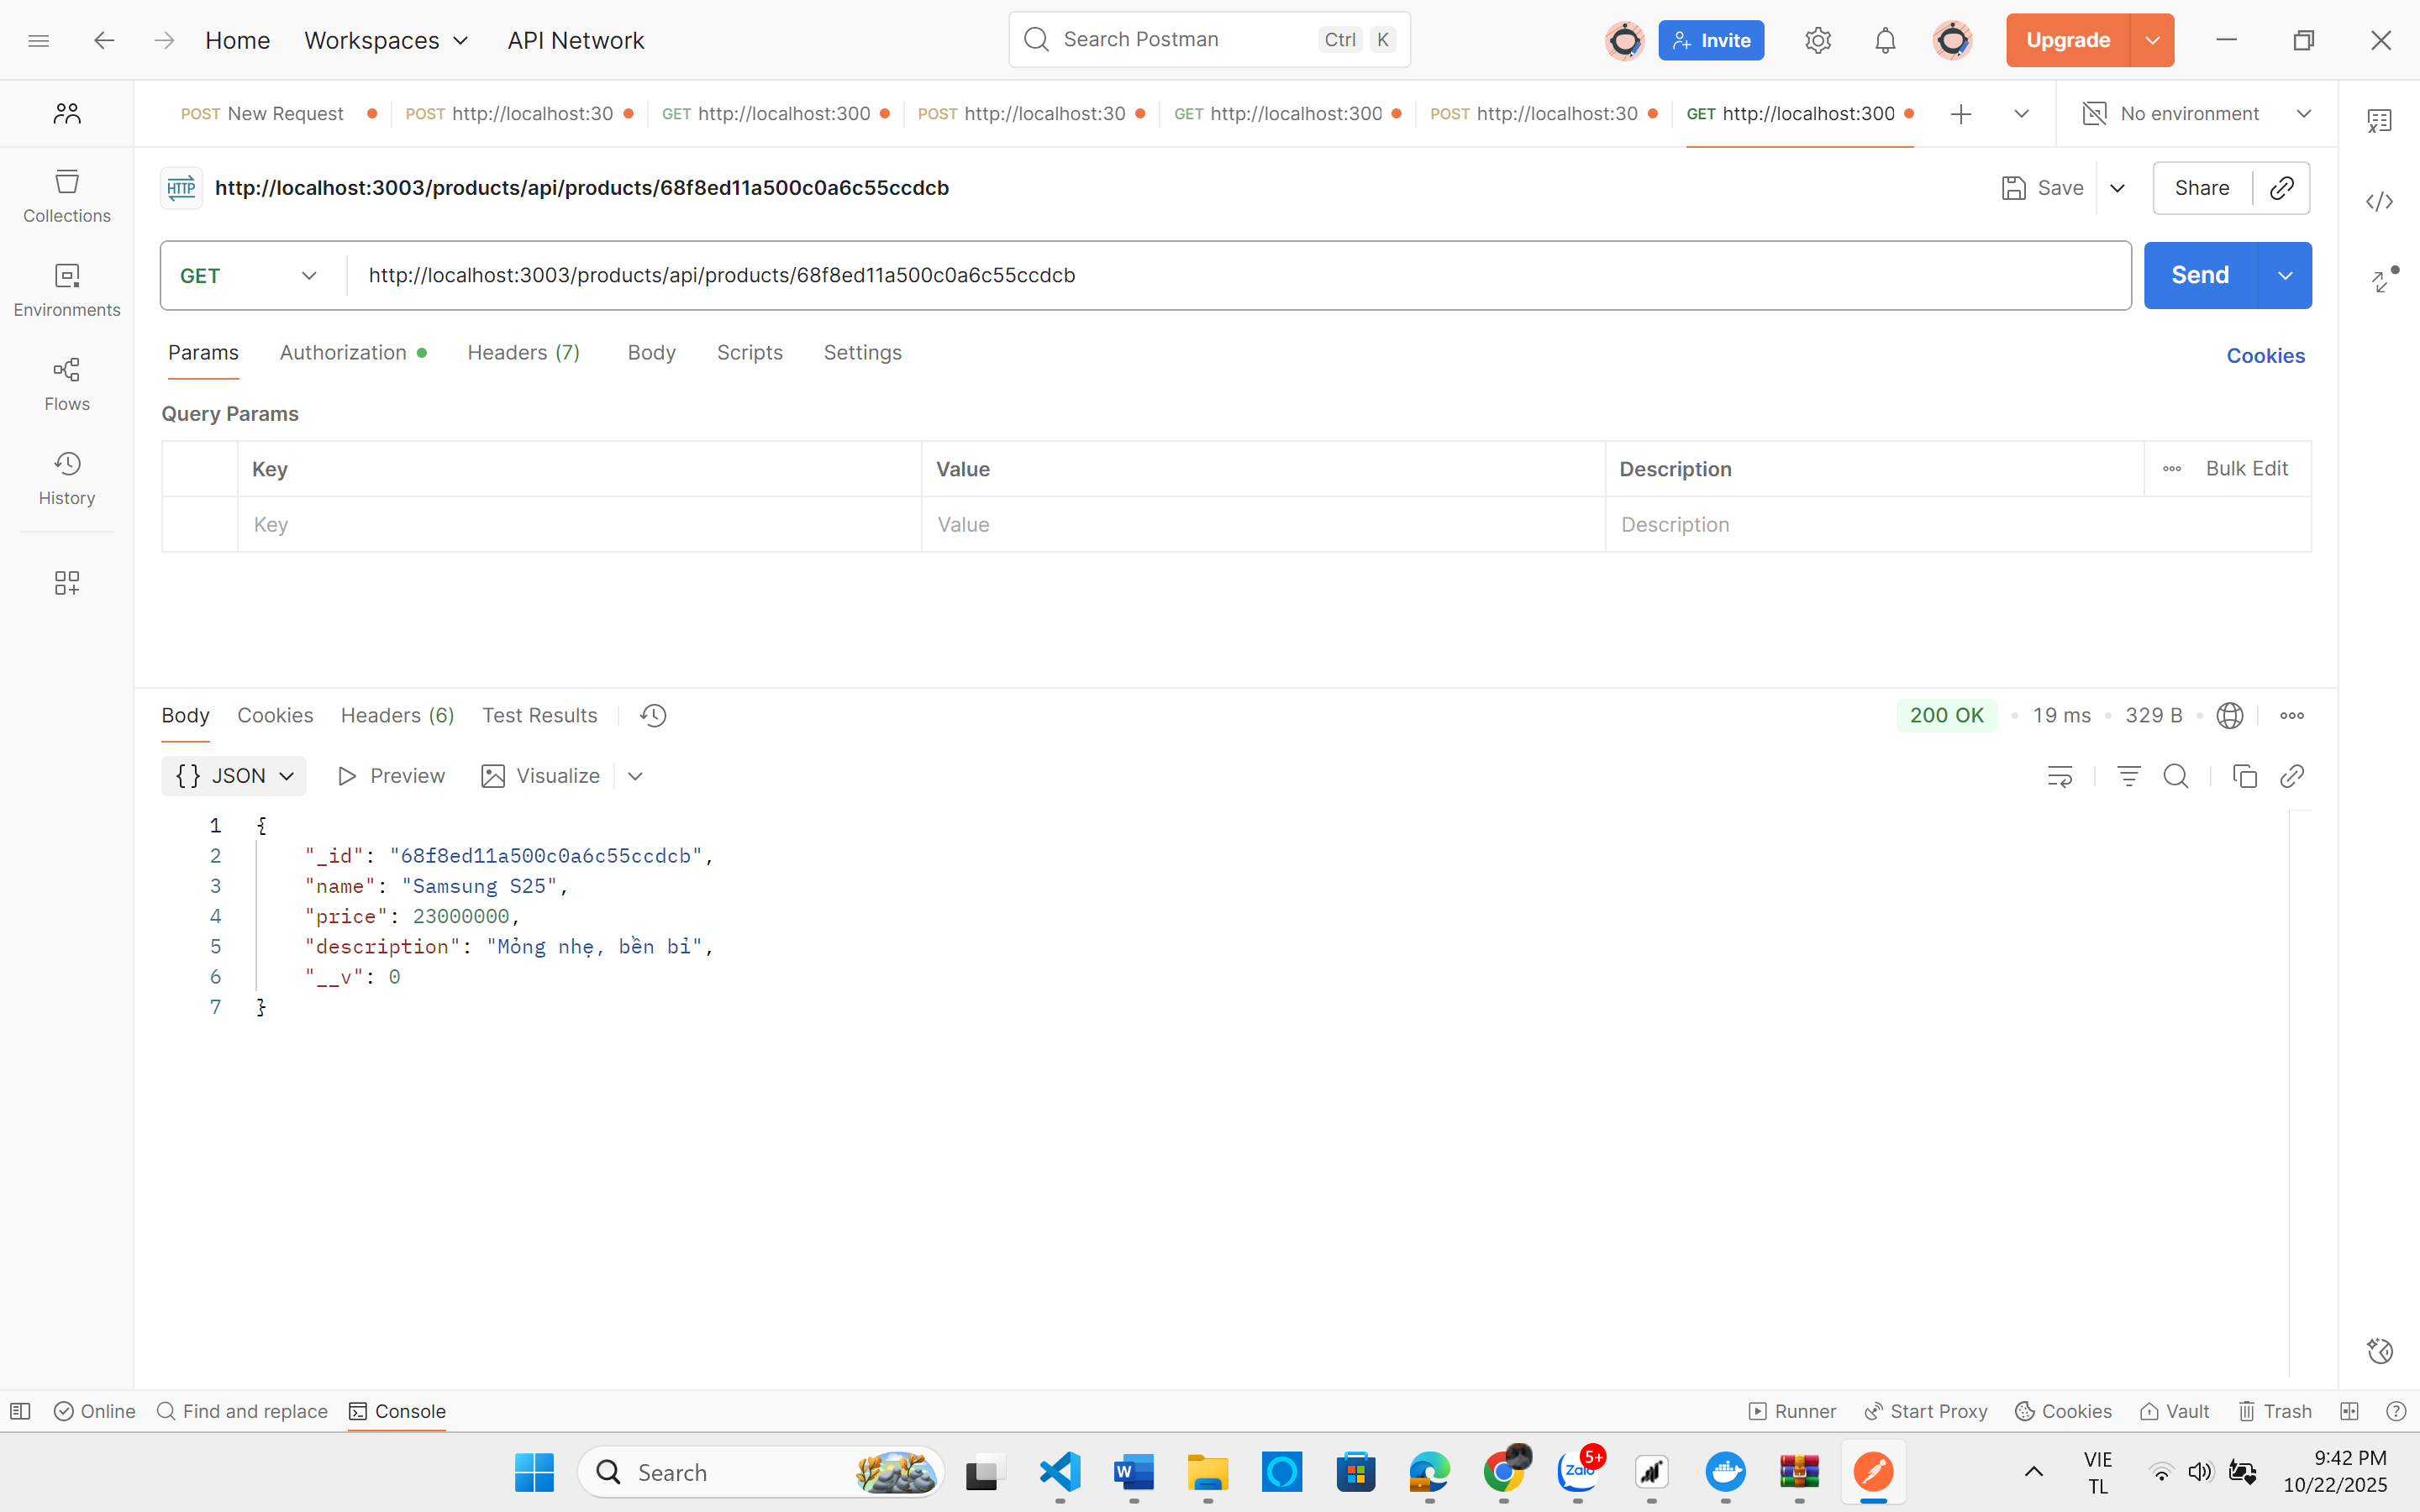 Home Workspaces API Network Search Postman Ctrl K Invite Upgrade
POST New Request POST http://localhost:30 GET http://localhost:300 POST http://localhost:30 GET http://localhost:300 POST http://localhost:30 GET http://localhost:300 No environment
HTTP http://localhost:3003/products/api/products/68f8ed11a500c0a6c55ccdcb Save Share
Collections
GET http://localhost:3003/products/api/products/68f8ed11a500c0a6c55ccdcb Send
Environments
Params Authorization Headers (7) Body Scripts Settings Cookies
Flows
Query Params
Key Value Description Bulk Edit
History
Key Value Description
Body Cookies Headers (6) Test Results 200 OK 19 ms 329 B
{} JSON Preview Visualize
1 {
2 "_id": "68f8ed11a500c0a6c55ccdcb",
3 "name": "Samsung S25",
4 "price": 23000000,
5 "description": "Mỏng nhẹ, bền bỉ",
6 "__v": 0
7 }
Online Find and replace Console Runner Start Proxy Cookies Vault Trash
Search Zalo 5+ VIE 9:42 PM
TL 10/22/2025